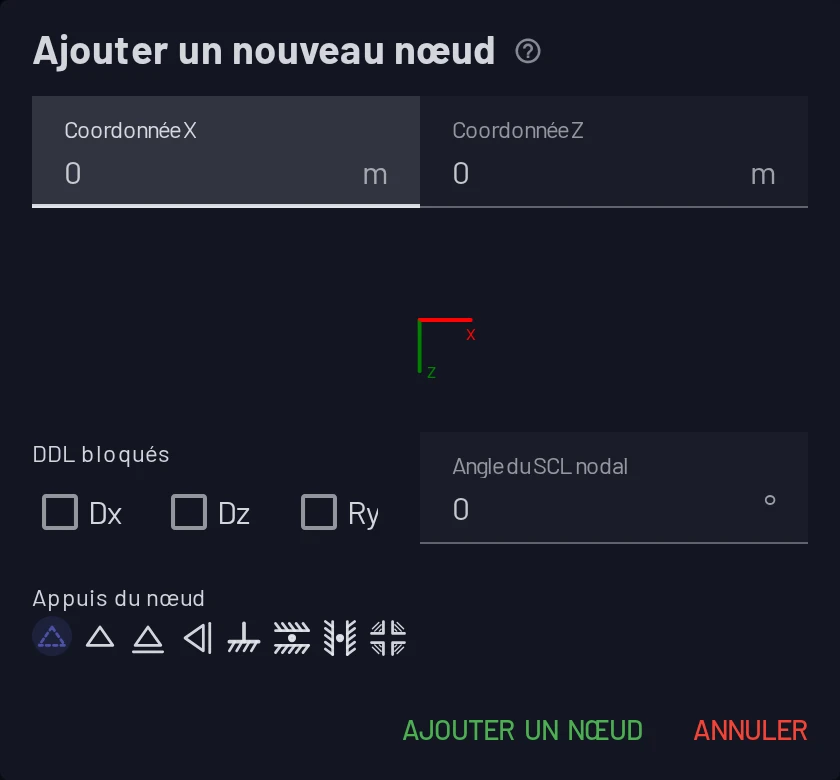 Ajouter un nouveau nœud
Coordonnée X
Coordonnée Z
0 m
0 m
x
z
DDL bloqués
Angle du SCL nodal
Dx Dz Ry
0 °
Appuis du nœud
AJOUTER UN NŒUD ANNULER